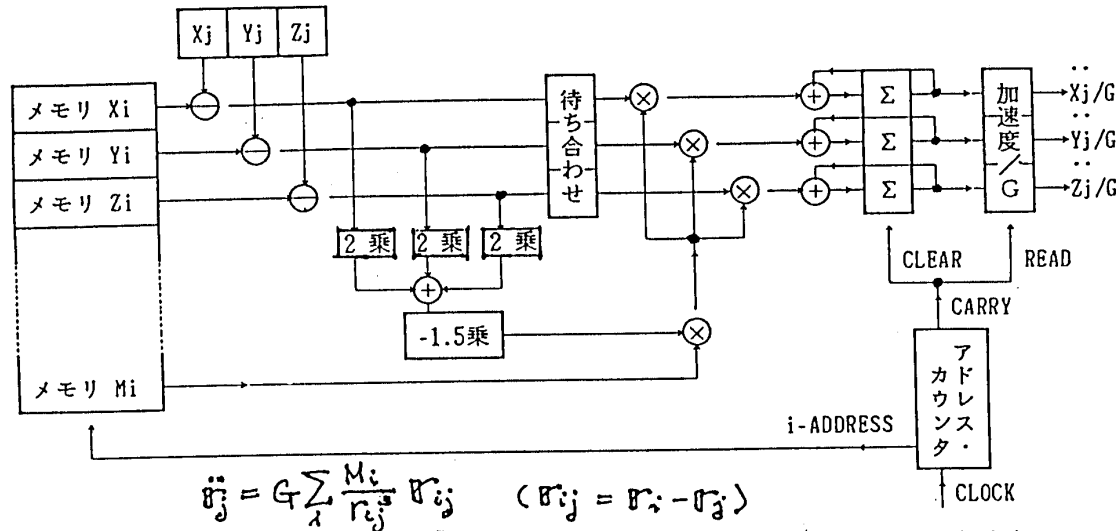 Xj Yj Zj
メモリ Xi
メモリ Yi
メモリ Zi
メモリ Mi
2乗 2乗 2乗
-1.5乗
待ち合わせ
Σ
Σ
Σ
加速度/G
Ẍj/G
Ÿj/G
Z̈j/G
CLEAR
READ
CARRY
アドレス・カウンタ
i-ADDRESS
CLOCK
r̈j = G Σi Mi/rij³ rij (rij = ri - rj)